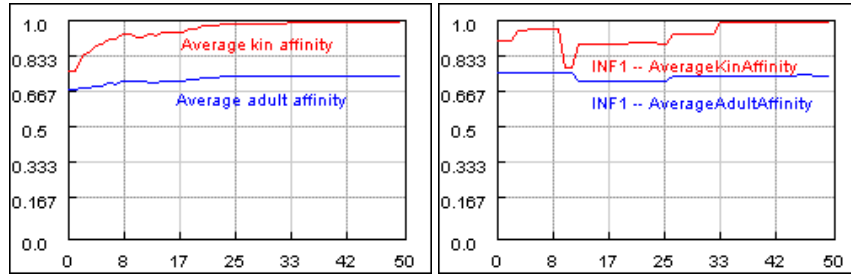 1.0
0.833
0.667
0.5
0.333
0.167
0.0
0 8 17 25 33 42 50
Average kin affinity
Average adult affinity
1.0
0.833
0.667
0.5
0.333
0.167
0.0
0 8 17 25 33 42 50
INF1 -- AverageKinAffinity
INF1 -- AverageAdultAffinity